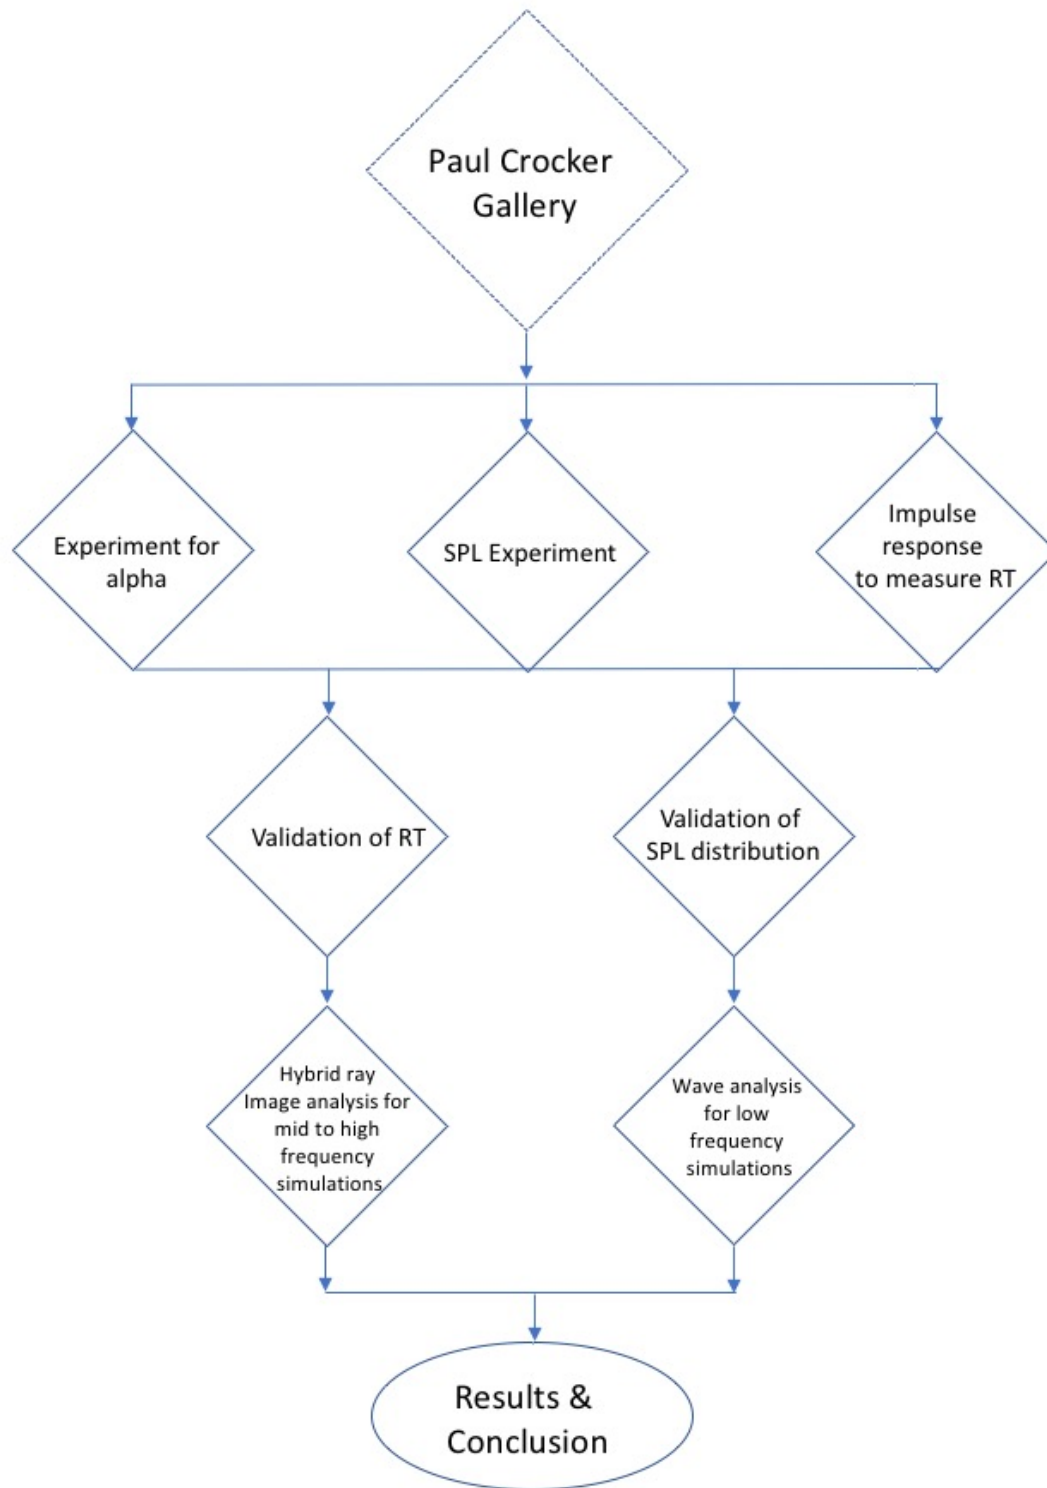 Paul Crocker
Gallery
Experiment for
alpha
SPL Experiment
Impulse
response
to measure RT
Validation of RT
Validation of
SPL distribution
Hybrid ray
Image analysis for
mid to high
frequency
simulations
Wave analysis
for low
frequency
simulations
Results &
Conclusion